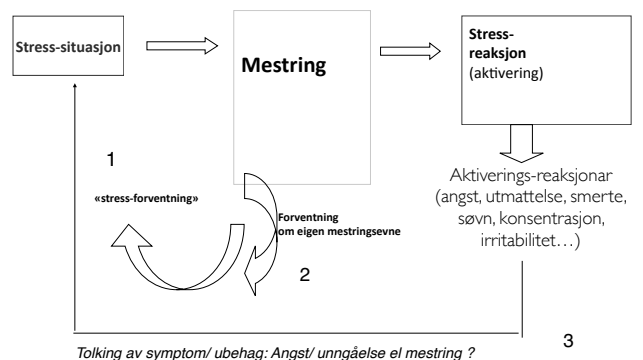 Stress-situasjon
Mestring
Stress-
reaksjon
(aktivering)
1
«stress-forventning»
Forventning
om eigen mestringsevne
2
Aktiverings-reaksjonar
(angst, utmattelse, smerte,
søvn, konsentrasjon,
irritabilitet…)
3
Tolking av symptom/ ubehag: Angst/ unngåelse el mestring ?